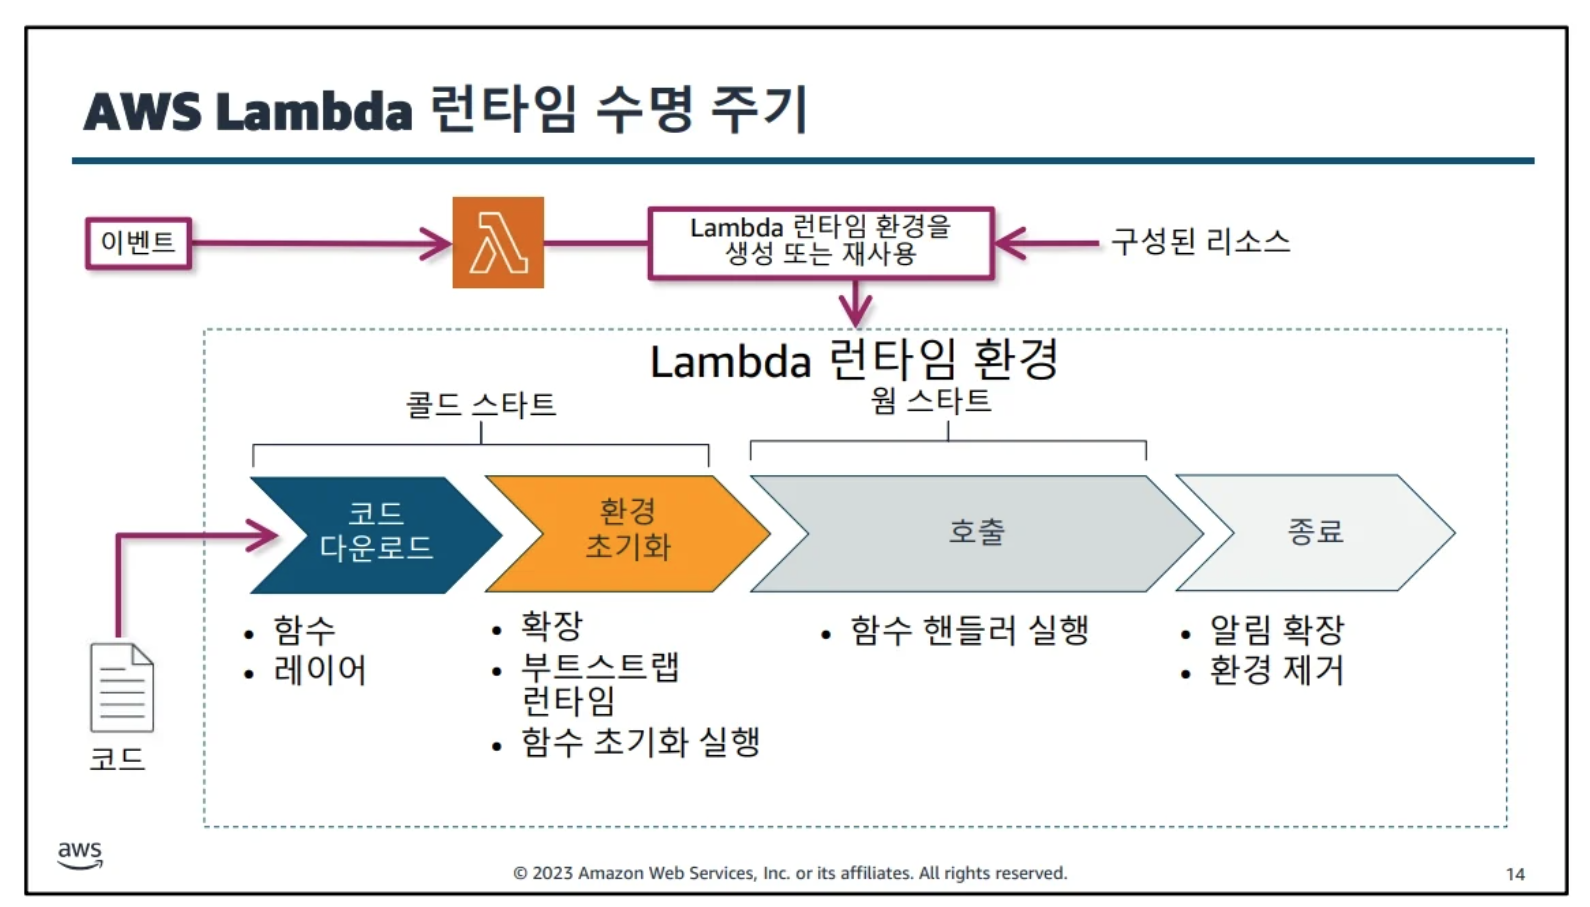 AWS Lambda 런타임 수명 주기
이벤트
Lambda 런타임 환경을
생성 또는 재사용
구성된 리소스
Lambda 런타임 환경
콜드 스타트
웜 스타트
코드
다운로드
환경
초기화
호출
종료
• 함수
• 레이어
• 확장
• 부트스트랩
런타임
• 함수 초기화 실행
• 함수 핸들러 실행
• 알림 확장
• 환경 제거
코드
aws
© 2023 Amazon Web Services, Inc. or its affiliates. All rights reserved.
14